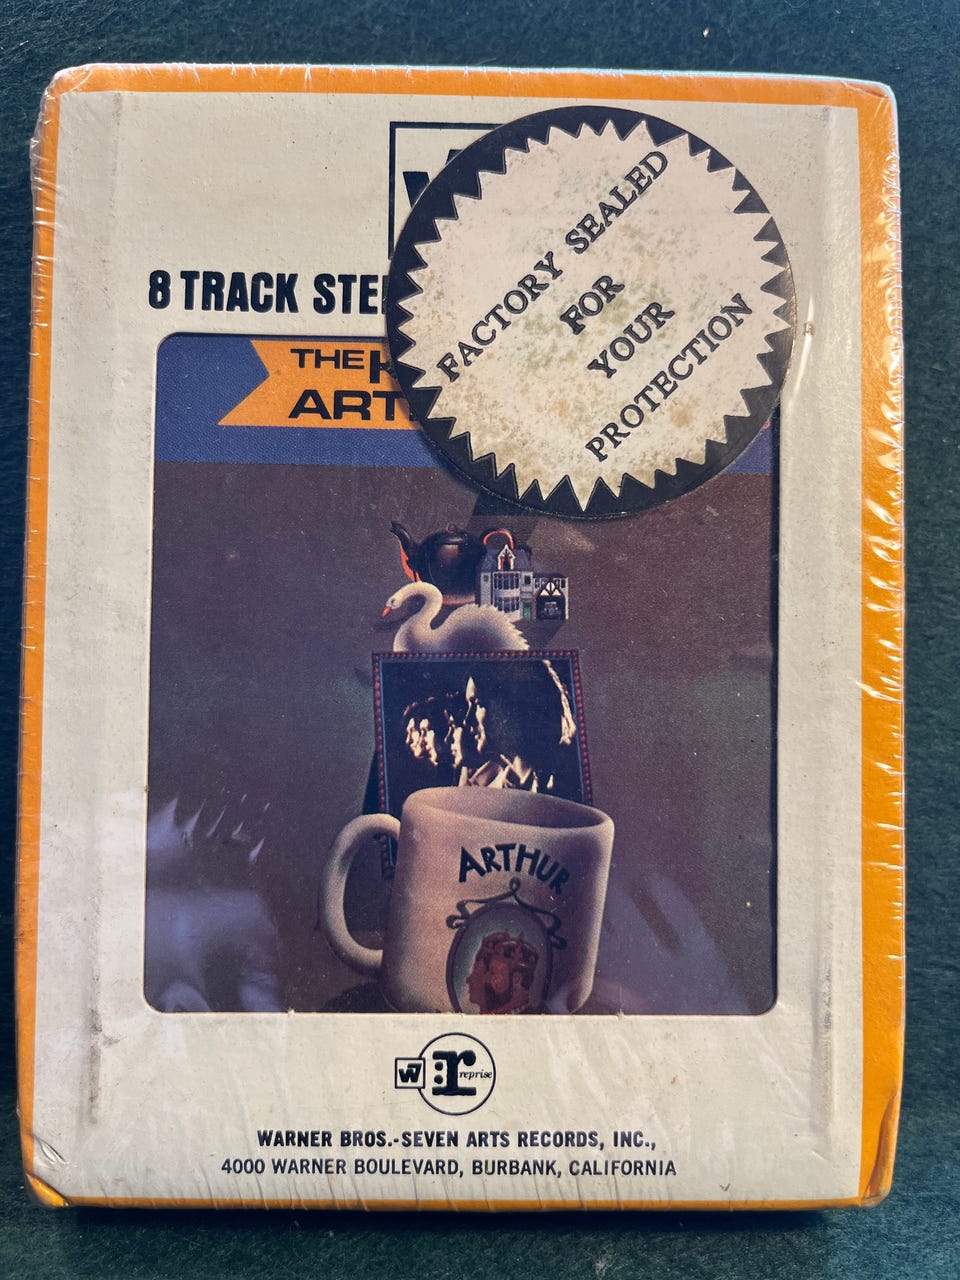 W
8 TRACK STE
FACTORY SEALED
FOR
YOUR
PROTECTION
THE K
ART
ARTHUR
W7 r: reprise
WARNER BROS.-SEVEN ARTS RECORDS, INC.,
4000 WARNER BOULEVARD, BURBANK, CALIFORNIA